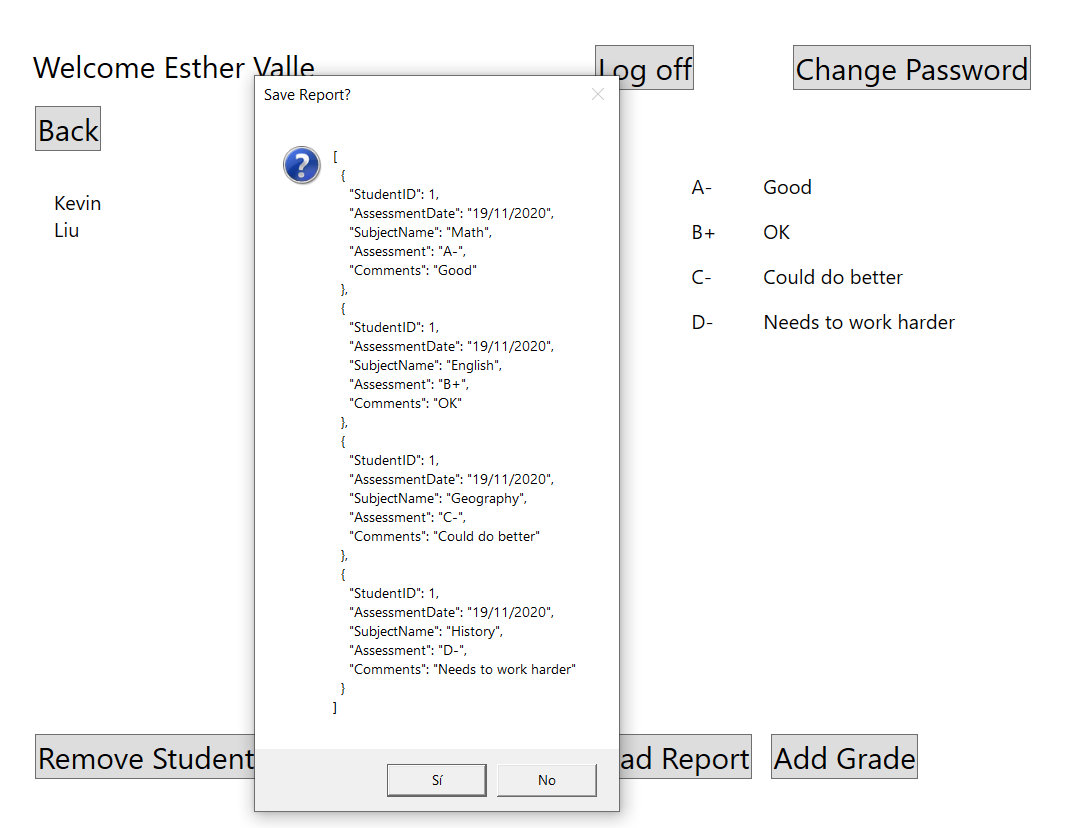 Welcome Esther Valle
Log off
Change Password
Back
Kevin
Liu
Save Report?
[
{
"StudentID": 1,
"AssessmentDate": "19/11/2020",
"SubjectName": "Math",
"Assessment": "A-",
"Comments": "Good"
},
{
"StudentID": 1,
"AssessmentDate": "19/11/2020",
"SubjectName": "English",
"Assessment": "B+",
"Comments": "OK"
},
{
"StudentID": 1,
"AssessmentDate": "19/11/2020",
"SubjectName": "Geography",
"Assessment": "C-",
"Comments": "Could do better"
},
{
"StudentID": 1,
"AssessmentDate": "19/11/2020",
"SubjectName": "History",
"Assessment": "D-",
"Comments": "Needs to work harder"
}
]
Sí
No
A- Good
B+ OK
C- Could do better
D- Needs to work harder
Remove Student
Report
Add Grade